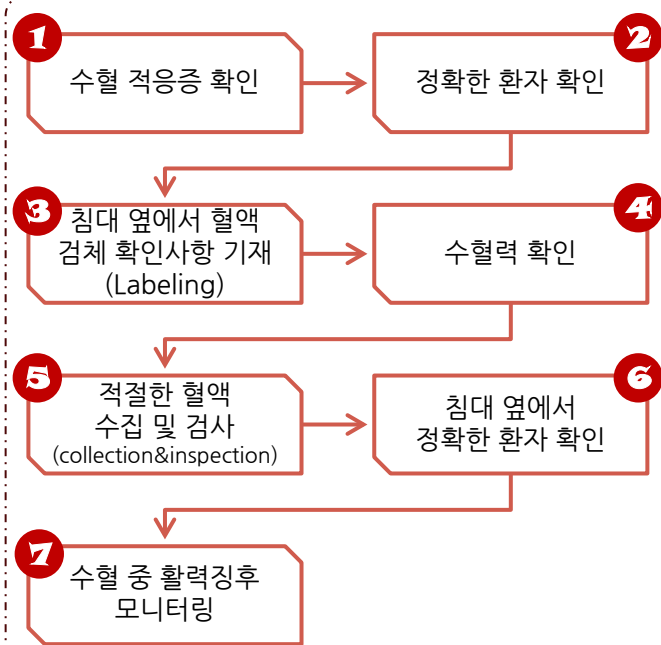 1
수혈 적응증 확인
2
정확한 환자 확인
3
침대 옆에서 혈액
검체 확인사항 기재
(Labeling)
4
수혈력 확인
5
적절한 혈액
수집 및 검사
(collection&inspection)
6
침대 옆에서
정확한 환자 확인
7
수혈 중 활력징후
모니터링